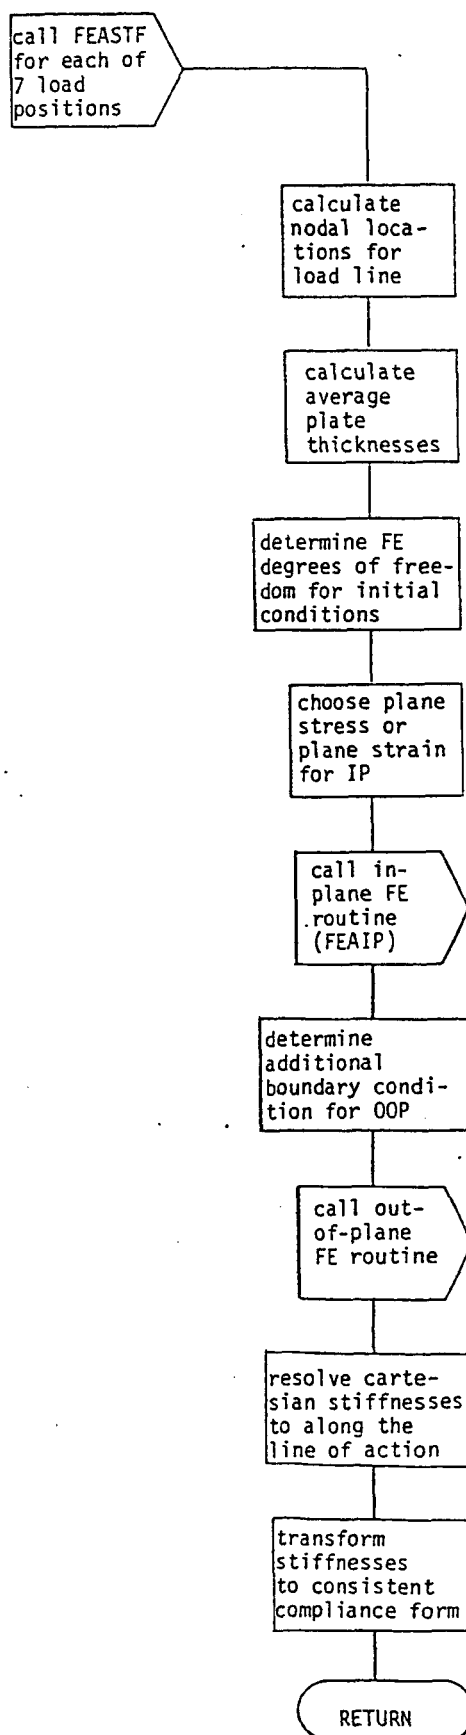 call FEASTF
for each of
7 load
positions
calculate
nodal loca-
tions for
load line
calculate
average
plate
thicknesses
determine FE
degrees of free-
dom for initial
conditions
choose plane
stress or
plane strain
for IP
call in-
plane FE
routine
(FEAIP)
determine
additional
boundary condi-
tion for OOP
call out-
of-plane
FE routine
resolve carte-
sian stiffnesses
to along the
line of action
transform
stiffnesses
to consistent
compliance form
RETURN